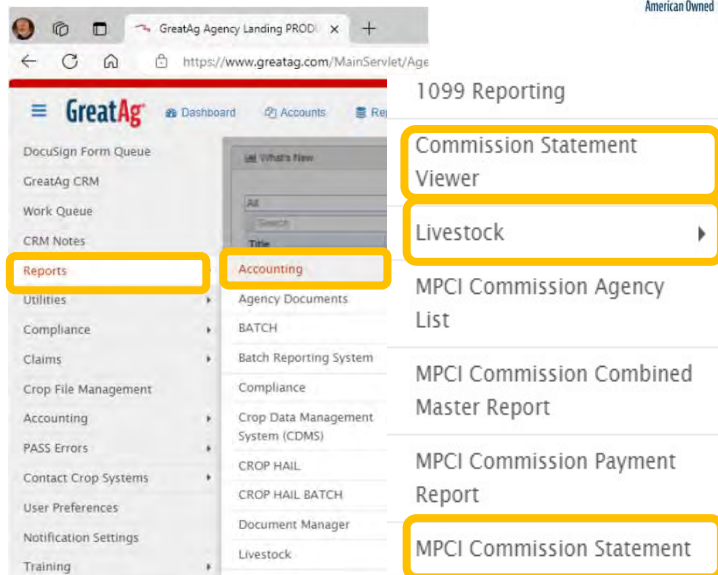 American Owned
GreatAg Agency Landing PROD
https://www.greatag.com/MainServlet/Age
GreatAg
Dashboard
Accounts
Re
DocuSign Form Queue
GreatAg CRM
Work Queue
CRM Notes
Reports
Utilities
Compliance
Claims
Crop File Management
Accounting
PASS Errors
Contact Crop Systems
User Preferences
Notification Settings
Training
What's New
All
Search
Title
Accounting
Agency Documents
BATCH
Batch Reporting System
Compliance
Crop Data Management
System (CDMS)
CROP HAIL
CROP HAIL BATCH
Document Manager
Livestock
1099 Reporting
Commission Statement
Viewer
Livestock
MPCI Commission Agency
List
MPCI Commission Combined
Master Report
MPCI Commission Payment
Report
MPCI Commission Statement